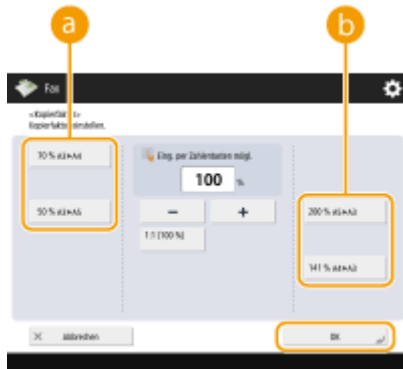 a
b
Fax
<Kopierfaktor>
Kopierfaktor einstellen.
70 % A3▸A4
Eing. per Zahlentasten mögl.
100 %
50 % A3▸A5
−
+
200 % A5▸A3
1:1 (100 %)
141 % A4▸A3
Abbrechen
OK